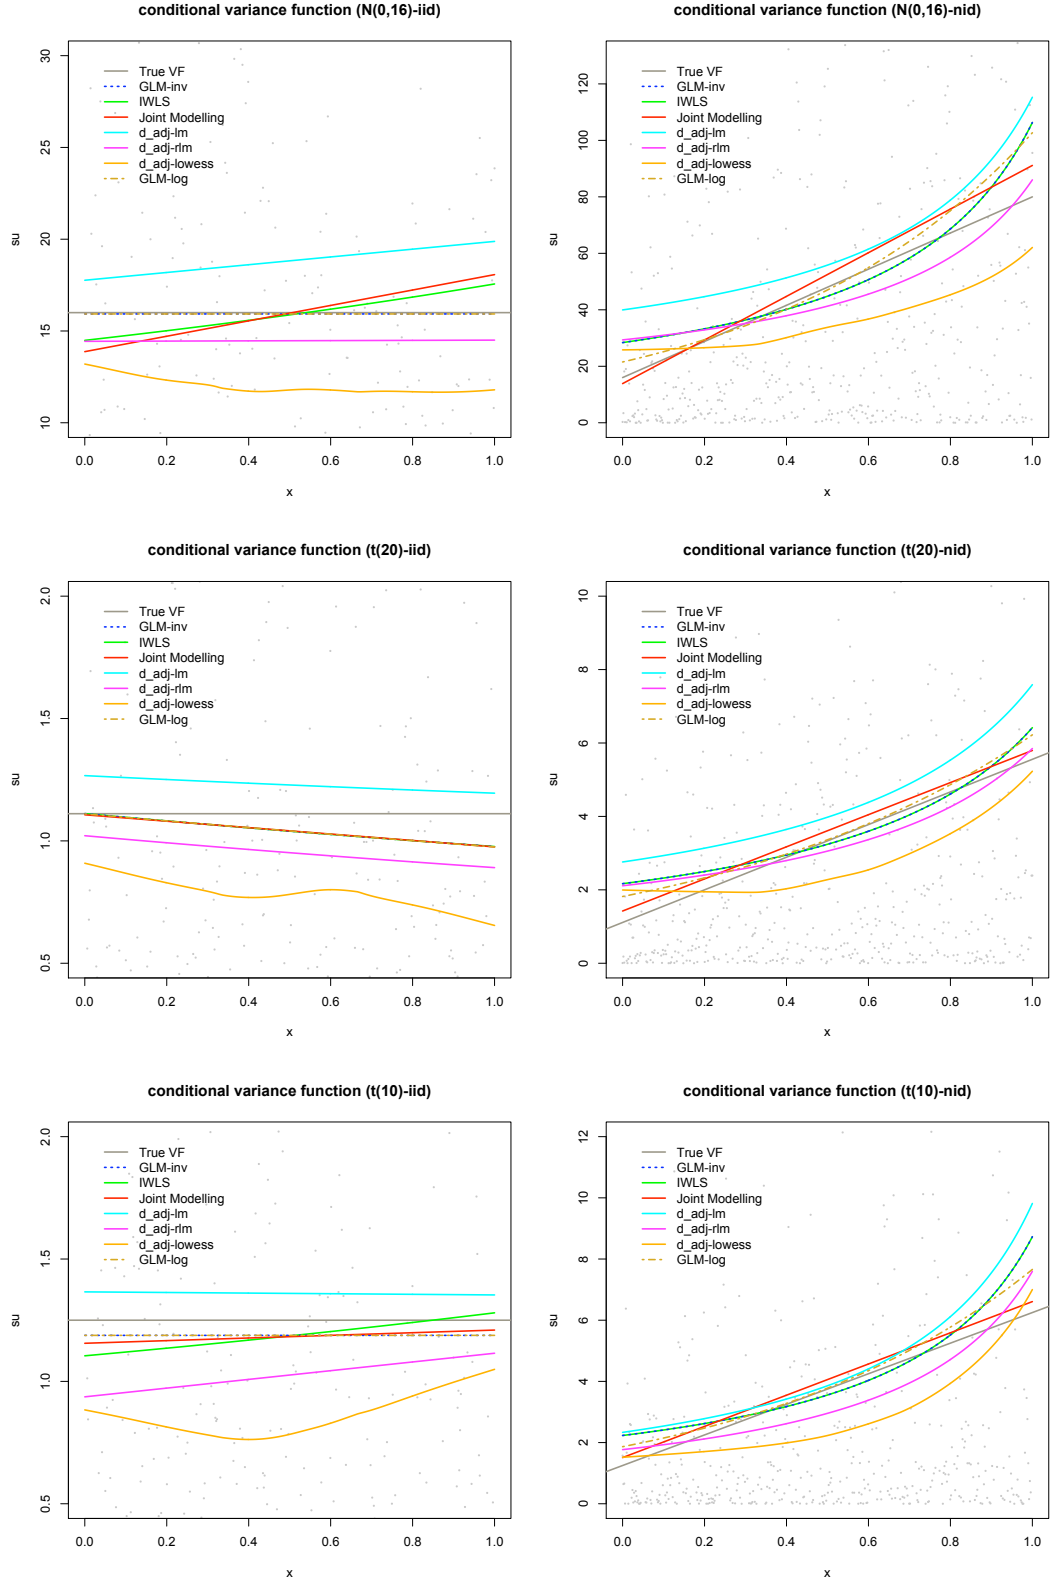 conditional variance function (N(0,16)-iid)
30
25
20
15
10
su
True VF
GLM-inv
IWLS
Joint Modelling
d_adj-lm
d_adj-rlm
d_adj-lowess
GLM-log
0.0 0.2 0.4 0.6 0.8 1.0
x
conditional variance function (N(0,16)-nid)
120
100
80
60
40
20
0
su
True VF
GLM-inv
IWLS
Joint Modelling
d_adj-lm
d_adj-rlm
d_adj-lowess
GLM-log
0.0 0.2 0.4 0.6 0.8 1.0
x
conditional variance function (t(20)-iid)
2.0
1.5
1.0
0.5
su
True VF
GLM-inv
IWLS
Joint Modelling
d_adj-lm
d_adj-rlm
d_adj-lowess
GLM-log
0.0 0.2 0.4 0.6 0.8 1.0
x
conditional variance function (t(20)-nid)
10
8
6
4
2
0
su
True VF
GLM-inv
IWLS
Joint Modelling
d_adj-lm
d_adj-rlm
d_adj-lowess
GLM-log
0.0 0.2 0.4 0.6 0.8 1.0
x
conditional variance function (t(10)-iid)
2.0
1.5
1.0
0.5
su
True VF
GLM-inv
IWLS
Joint Modelling
d_adj-lm
d_adj-rlm
d_adj-lowess
GLM-log
0.0 0.2 0.4 0.6 0.8 1.0
x
conditional variance function (t(10)-nid)
12
10
8
6
4
2
0
su
True VF
GLM-inv
IWLS
Joint Modelling
d_adj-lm
d_adj-rlm
d_adj-lowess
GLM-log
0.0 0.2 0.4 0.6 0.8 1.0
x